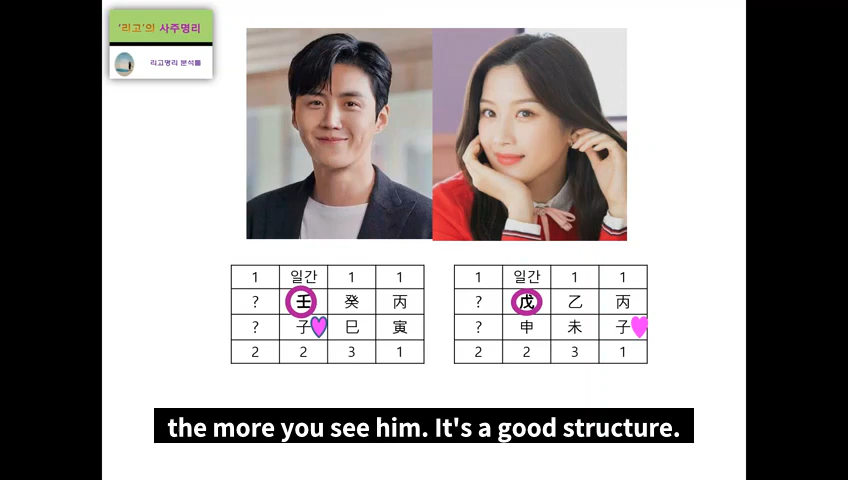 '리고'의 사주명리
리고명리 분석틀
1 일간 1 1
? 壬 癸 丙
? 子 巳 寅
2 2 3 1
1 일간 1 1
? 戊 乙 丙
? 申 未 子
2 2 3 1
the more you see him. It's a good structure.